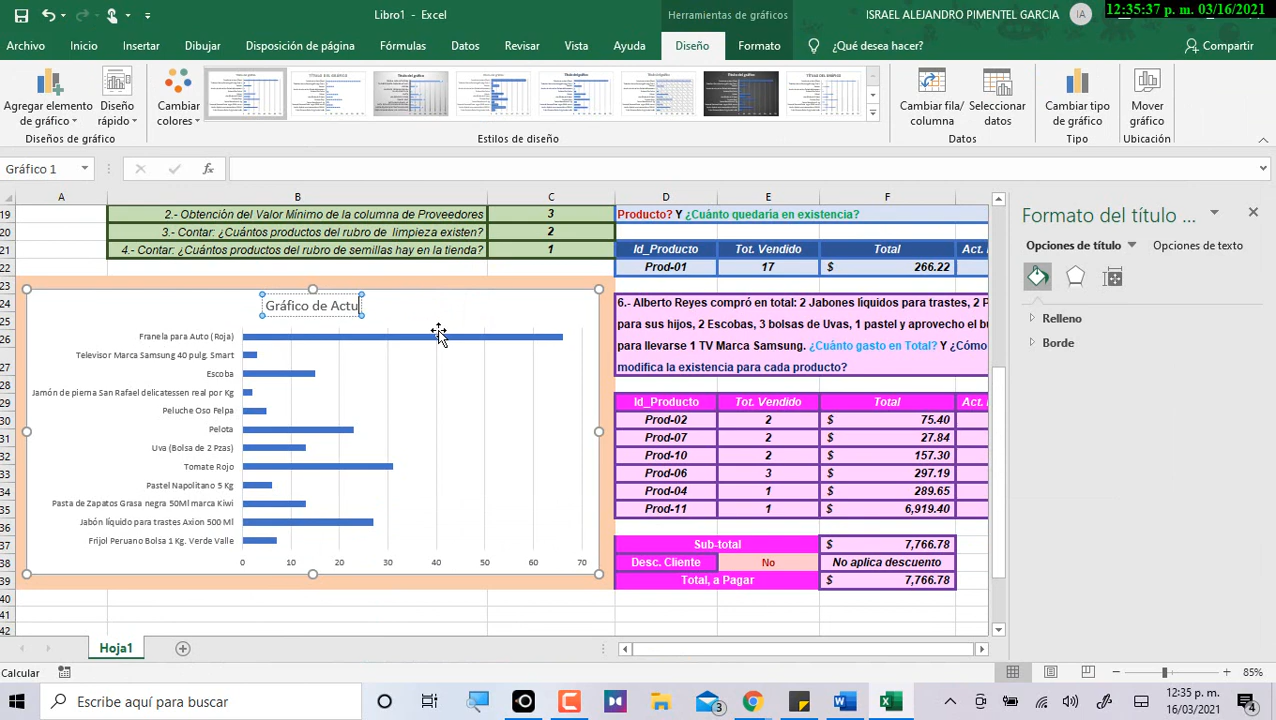 12:35:37 p. m. 03/16/2021
Libro1 - Excel
Herramientas de gráficos
ISRAEL ALEJANDRO PIMENTEL GARCIA
IA
Archivo
Inicio
Insertar
Dibujar
Disposición de página
Fórmulas
Datos
Revisar
Vista
Ayuda
Diseño
Formato
¿Qué desea hacer?
Compartir
Agregar elemento de gráfico
Diseño rápido
Cambiar colores
Cambiar fila/ columna
Seleccionar datos
Cambiar tipo de gráfico
Mover gráfico
Diseños de gráfico
Estilos de diseño
Datos
Tipo
Ubicación
Gráfico 1
fx
A B C D E F
19 2.- Obtención del Valor Mínimo de la columna de Proveedores 3 Producto? Y ¿Cuánto quedaría en existencia?
20 3.- Contar: ¿Cuántos productos del rubro de limpieza existen? 2
21 4.- Contar: ¿Cuántos productos del rubro de semillas hay en la tienda? 1 Id_Producto Tot. Vendido Total Act.
22 Prod-01 17 $ 266.22
23
24 6.- Alberto Reyes compró en total: 2 Jabones líquidos para trastes, 2 P
25 para sus hijos, 2 Escobas, 3 bolsas de Uvas, 1 pastel y aprovecho el bu
26 para llevarse 1 TV Marca Samsung. ¿Cuánto gasto en Total? Y ¿Cómo
27 modifica la existencia para cada producto?
28
29 Id_Producto Tot. Vendido Total Act.
30 Prod-02 2 $ 75.40
31 Prod-07 2 $ 27.84
32 Prod-10 2 $ 157.30
33 Prod-06 3 $ 297.19
34 Prod-04 1 $ 289.65
35 Prod-11 1 $ 6,919.40
36
37 Sub-total $ 7,766.78
38 Desc. Cliente No No aplica descuento
39 Total, a Pagar $ 7,766.78
40
41
42
Gráfico de Actu
Franela para Auto (Roja)
Televisor Marca Samsung 40 pulg. Smart
Escoba
Jamón de pierna San Rafael delicatessen real por Kg
Peluche Oso Felpa
Pelota
Uva (Bolsa de 2 Pzas)
Tomate Rojo
Pastel Napolitano 5 Kg
Pasta de Zapatos Grasa negra 50Ml marca Kiwi
Jabón líquido para trastes Axion 500 Ml
Frijol Peruano Bolsa 1 Kg. Verde Valle
0 10 20 30 40 50 60 70
Formato del título ...
Opciones de título
Opciones de texto
Relleno
Borde
Hoja1
Calcular
85%
Escribe aquí para buscar
3
12:35 p. m.
16/03/2021
4